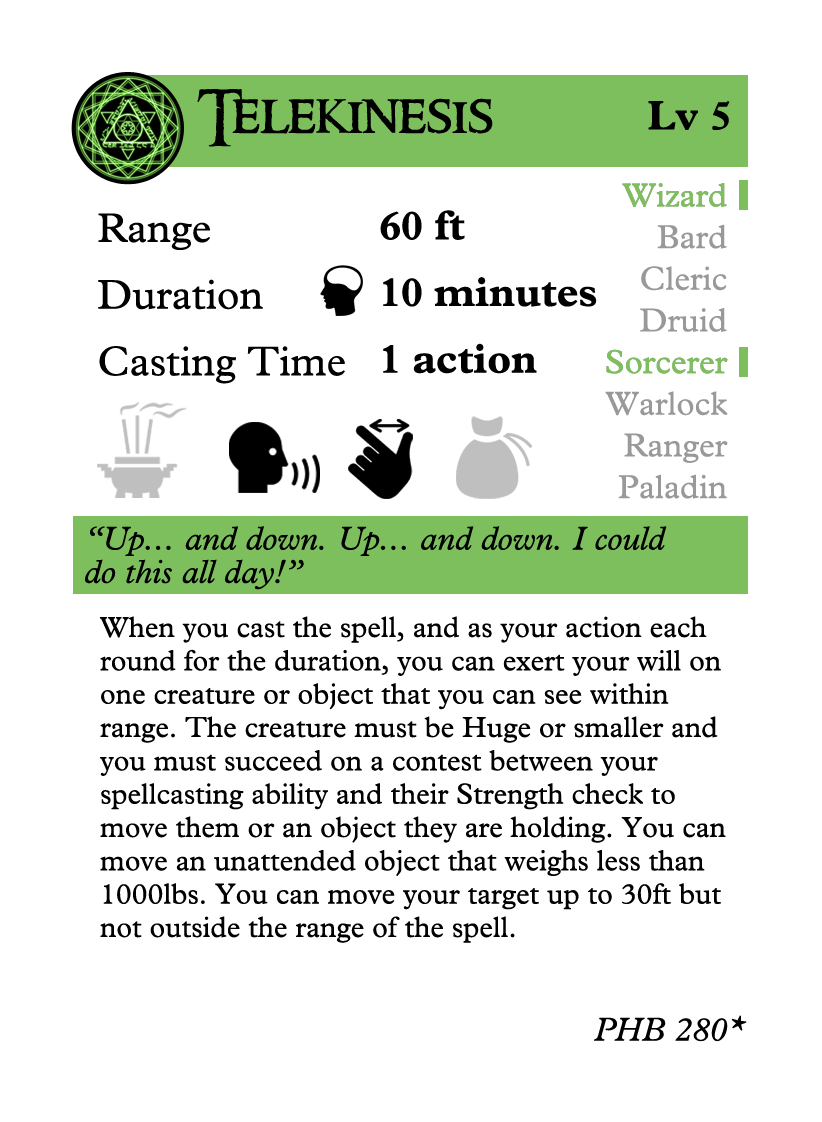 TELEKINESIS Lv 5
Wizard
Bard
Cleric
Druid
Sorcerer
Warlock
Ranger
Paladin
Range 60 ft
Duration 10 minutes
Casting Time 1 action
“Up... and down. Up... and down. I could
do this all day!”
When you cast the spell, and as your action each
round for the duration, you can exert your will on
one creature or object that you can see within
range. The creature must be Huge or smaller and
you must succeed on a contest between your
spellcasting ability and their Strength check to
move them or an object they are holding. You can
move an unattended object that weighs less than
1000lbs. You can move your target up to 30ft but
not outside the range of the spell.
PHB 280*